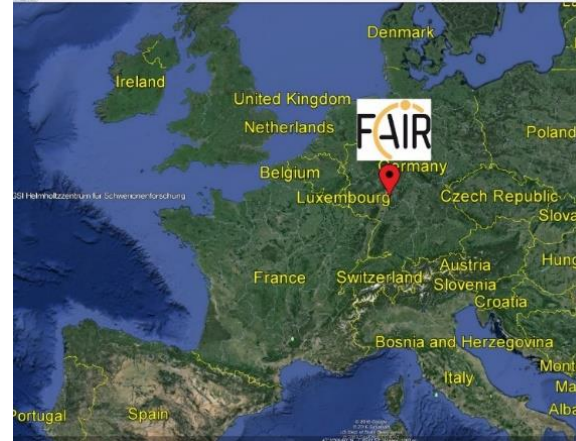 Denmark
Ireland
United Kingdom
FAIR
Netherlands
Poland
Germany
Belgium
GSI Helmholtzzentrum für Schwerionenforschung
Luxembourg
Czech Republic
Slova
France
Switzerland
Austria
Hung
Slovenia
Croatia
Bosnia and Herzegovina
Italy
Mont
Ma
Alba
Portugal
Spain